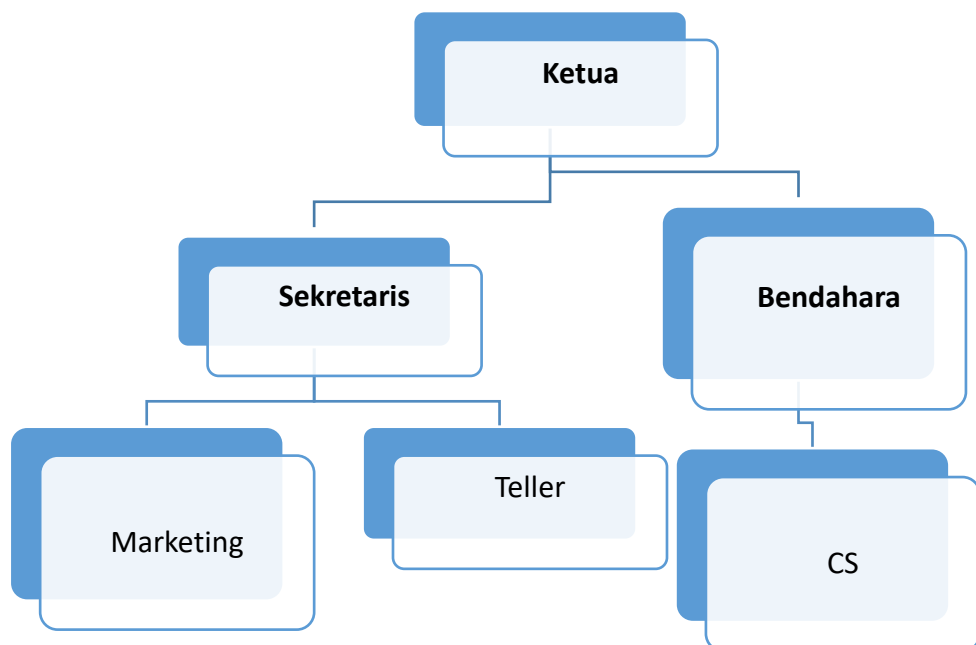 Ketua
Sekretaris
Bendahara
Marketing
Teller
CS